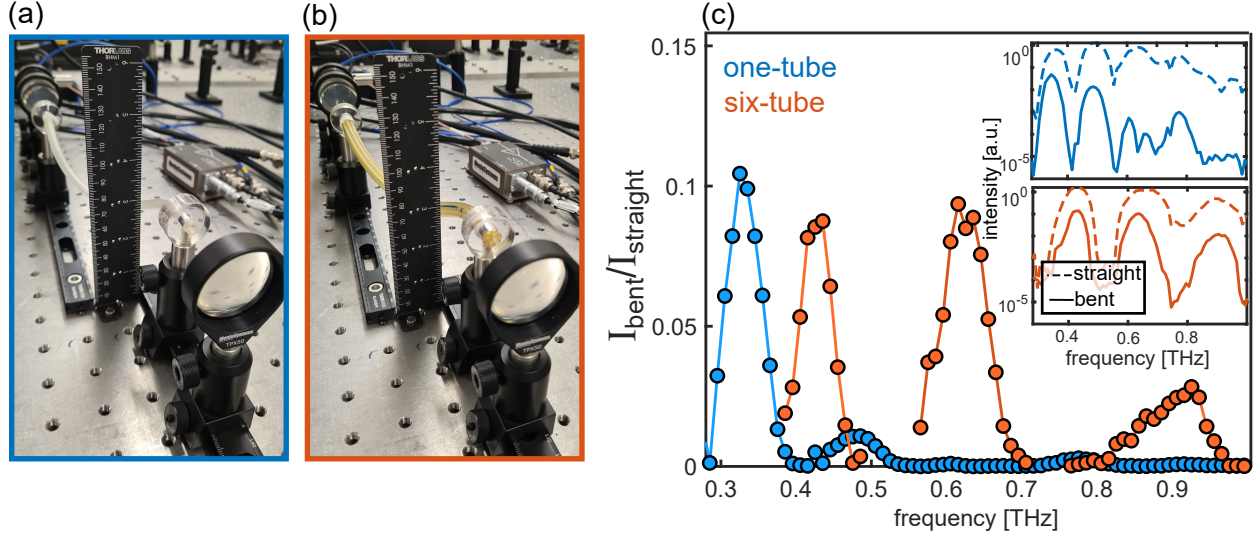 (a)
(b)
(c)
THORLABS
BHM1
THORLABS
BHM1
TPX50
TPX50
one-tube
six-tube
I_bent/I_straight
0.15
0.1
0.05
0
0.3
0.4
0.5
0.6
0.7
0.8
0.9
frequency [THz]
10^0
10^-5
10^0
10^-5
intensity [a.u.]
straight
bent
0.4
0.6
0.8
frequency [THz]